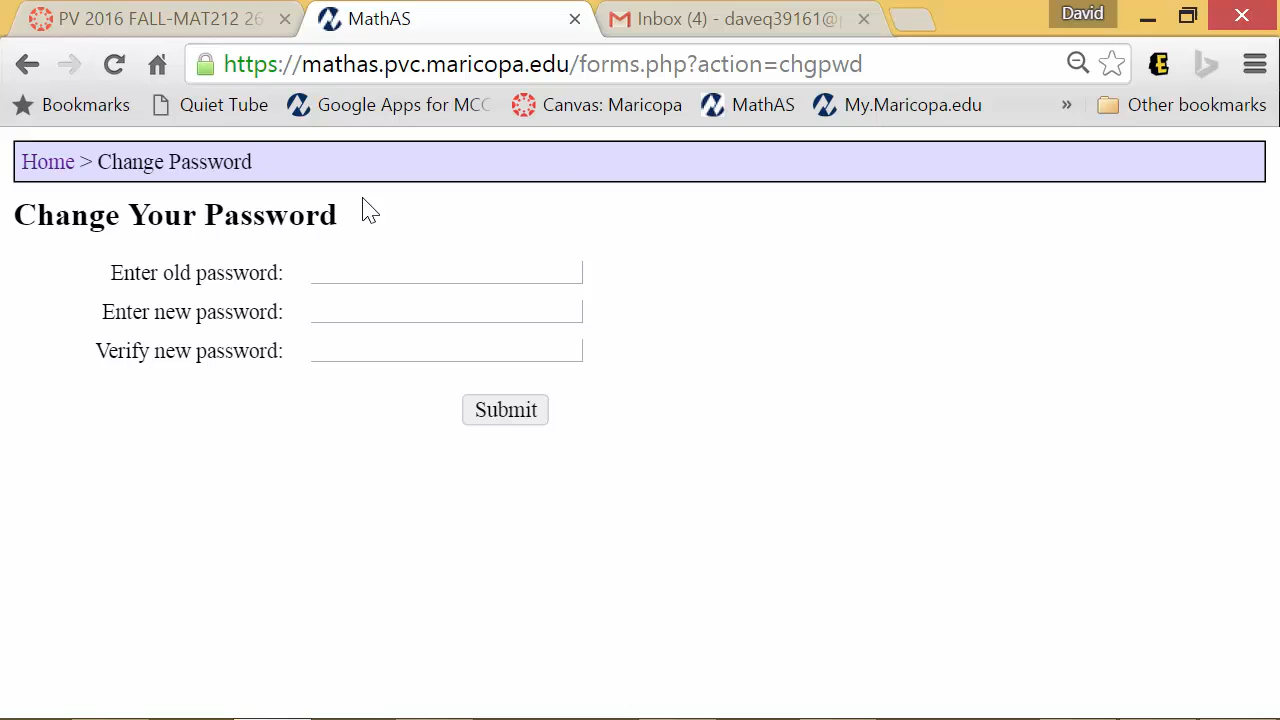 PV 2016 FALL-MAT212 26
MathAS
Inbox (4) - daveq39161@
David
https://mathas.pvc.maricopa.edu/forms.php?action=chgpwd
Bookmarks
Quiet Tube
Google Apps for MCC
Canvas: Maricopa
MathAS
My.Maricopa.edu
»
Other bookmarks
Home > Change Password
Change Your Password
Enter old password:
Enter new password:
Verify new password:
Submit